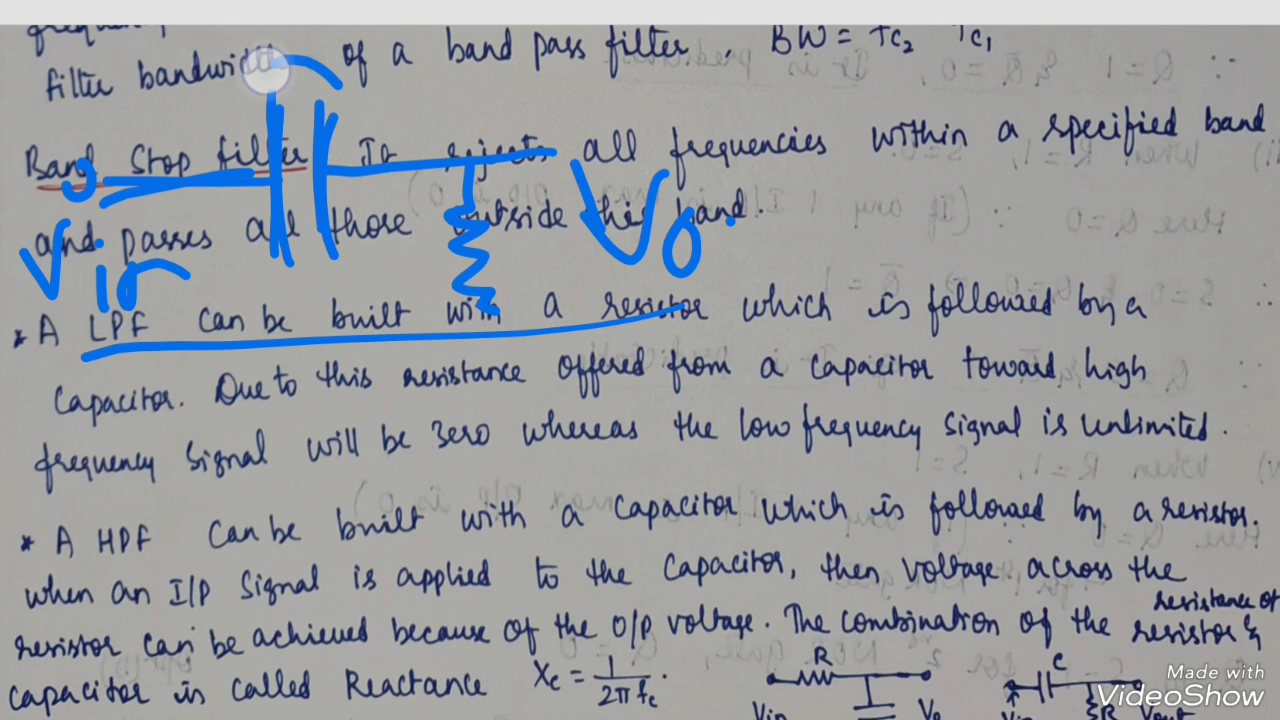 frequency
filter bandwidth of a band pass filter. BW = fc2 fc1
Band Stop filter It rejects all frequencies within a specified band
and passes all those outside this band.
Vin
Vo
* A LPF can be built with a resistor which is followed by a
Capacitor. Due to this resistance offered from a capacitor toward high
frequency signal will be zero whereas the low frequency signal is unlimited.
* A HPF can be built with a capacitor which is followed by a resistor.
when an I/P signal is applied to the capacitor, then voltage across the
resistor can be achieved because of the O/P voltage. The combination of the resistance of
resistor &
capacitor is called Reactance Xc = 1/2π fc.
R
C
Vin
Vo
Vin
R
Vout
Made with
VideoShow